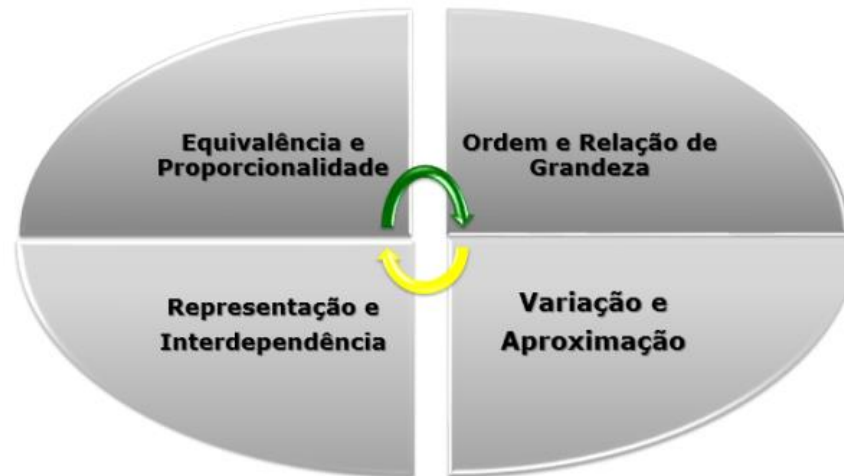 Equivalência e
Proporcionalidade
Ordem e Relação de
Grandeza
Representação e
Interdependência
Variação e
Aproximação